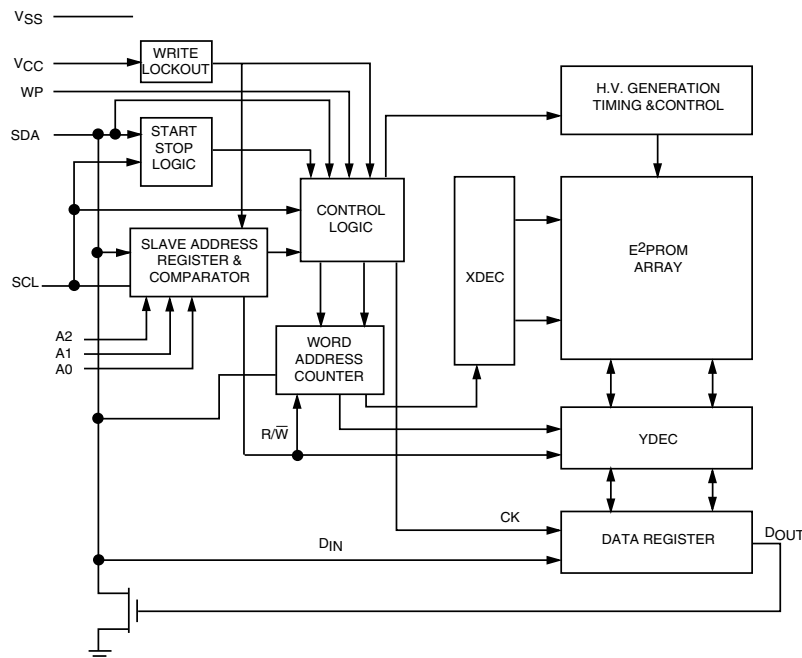 VSS
VCC
WP
SDA
SCL
A2
A1
A0
WRITE
LOCKOUT
START
STOP
LOGIC
SLAVE ADDRESS
REGISTER &
COMPARATOR
CONTROL
LOGIC
WORD
ADDRESS
COUNTER
R/W̅
H.V. GENERATION
TIMING &CONTROL
XDEC
E²PROM
ARRAY
YDEC
CK
DIN
DATA REGISTER
DOUT